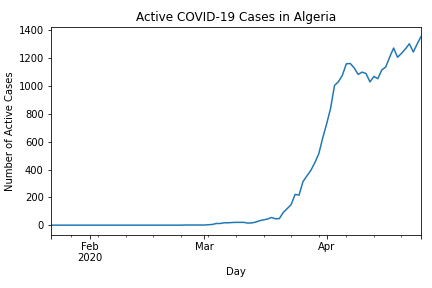 Active COVID-19 Cases in Algeria
Number of Active Cases
1400
1200
1000
800
600
400
200
0
Feb
2020
Mar
Apr
Day